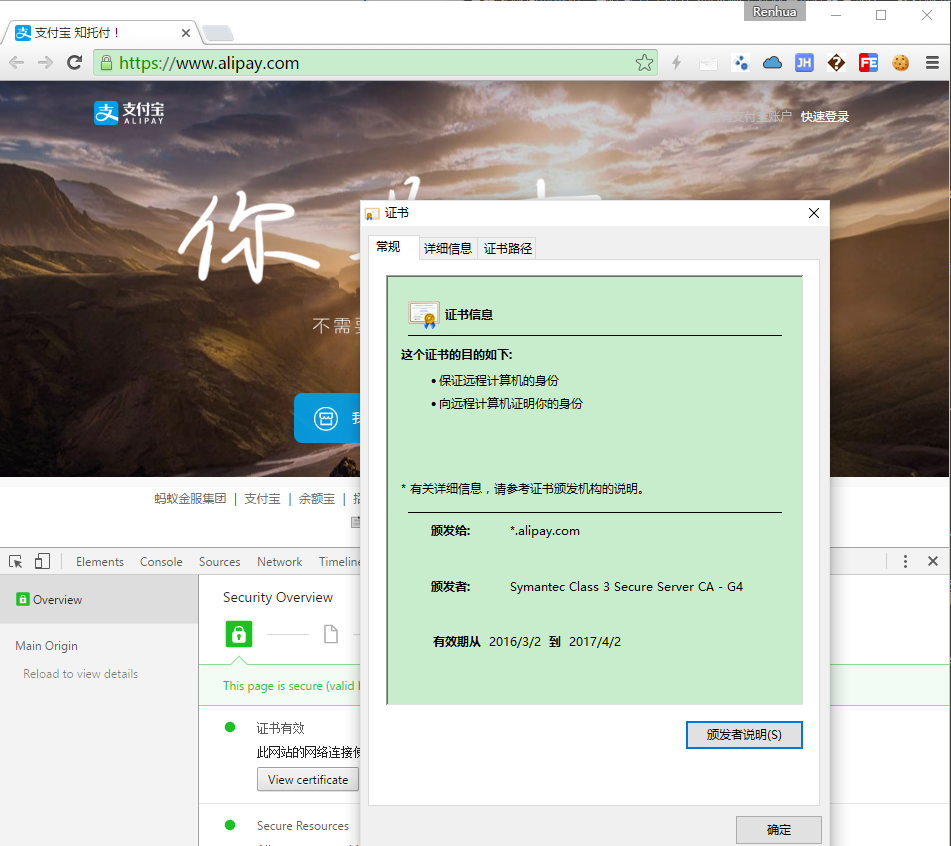 Renhua
支付宝 知托付！
https://www.alipay.com
JH
FE
支付宝
ALIPAY
支付宝账户 快速登录
你
不需要
证书
常规 详细信息 证书路径
证书信息
这个证书的目的如下:
• 保证远程计算机的身份
• 向远程计算机证明你的身份
* 有关详细信息，请参考证书颁发机构的说明。
颁发给: *.alipay.com
颁发者: Symantec Class 3 Secure Server CA - G4
有效期从 2016/3/2 到 2017/4/2
颁发者说明(S)
确定
蚂蚁金服集团 | 支付宝 | 余额宝 |
Elements Console Sources Network Timeline
Overview
Main Origin
Reload to view details
Security Overview
This page is secure (valid
证书有效
此网站的网络连接使
View certificate
Secure Resources